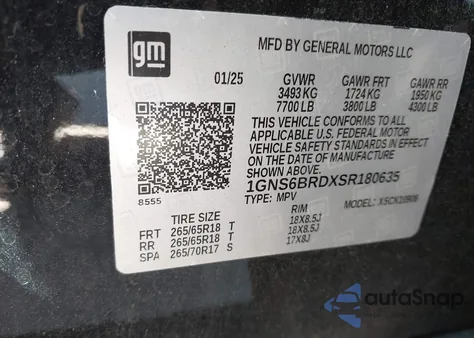 gm
MFD BY GENERAL MOTORS LLC
01/25 GVWR GAWR FRT GAWR RR
3493 KG 1724 KG 1950 KG
7700 LB 3800 LB 4300 LB
THIS VEHICLE CONFORMS TO ALL
APPLICABLE U.S. FEDERAL MOTOR
VEHICLE SAFETY STANDARDS IN EFFECT
ON THE DATE OF MANUFACTURE SHOWN ABOVE.
1GNS6BRDXSR180635
8555 TYPE: MPV MODEL:
TIRE SIZE RIM
FRT 265/65R18 T 18X8.5J
RR 265/65R18 T 18X8.5J
SPA 265/70R17 S 17X8J
autoSnap